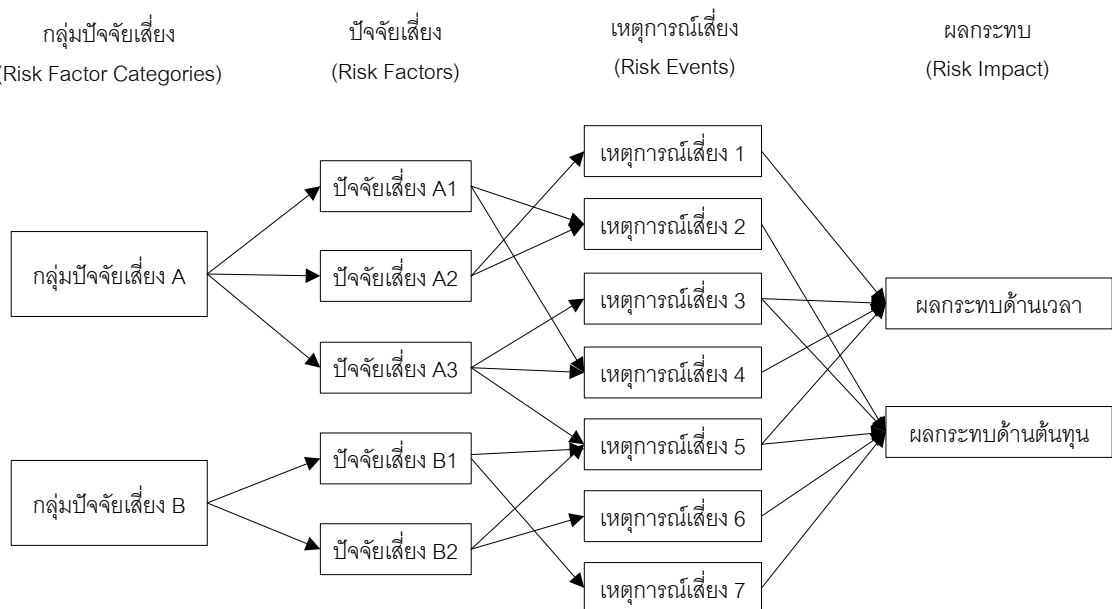 กลุ่มปัจจัยเสี่ยง
(Risk Factor Categories)
ปัจจัยเสี่ยง
(Risk Factors)
เหตุการณ์เสี่ยง
(Risk Events)
ผลกระทบ
(Risk Impact)
กลุ่มปัจจัยเสี่ยง A
กลุ่มปัจจัยเสี่ยง B
ปัจจัยเสี่ยง A1
ปัจจัยเสี่ยง A2
ปัจจัยเสี่ยง A3
ปัจจัยเสี่ยง B1
ปัจจัยเสี่ยง B2
เหตุการณ์เสี่ยง 1
เหตุการณ์เสี่ยง 2
เหตุการณ์เสี่ยง 3
เหตุการณ์เสี่ยง 4
เหตุการณ์เสี่ยง 5
เหตุการณ์เสี่ยง 6
เหตุการณ์เสี่ยง 7
ผลกระทบด้านเวลา
ผลกระทบด้านต้นทุน